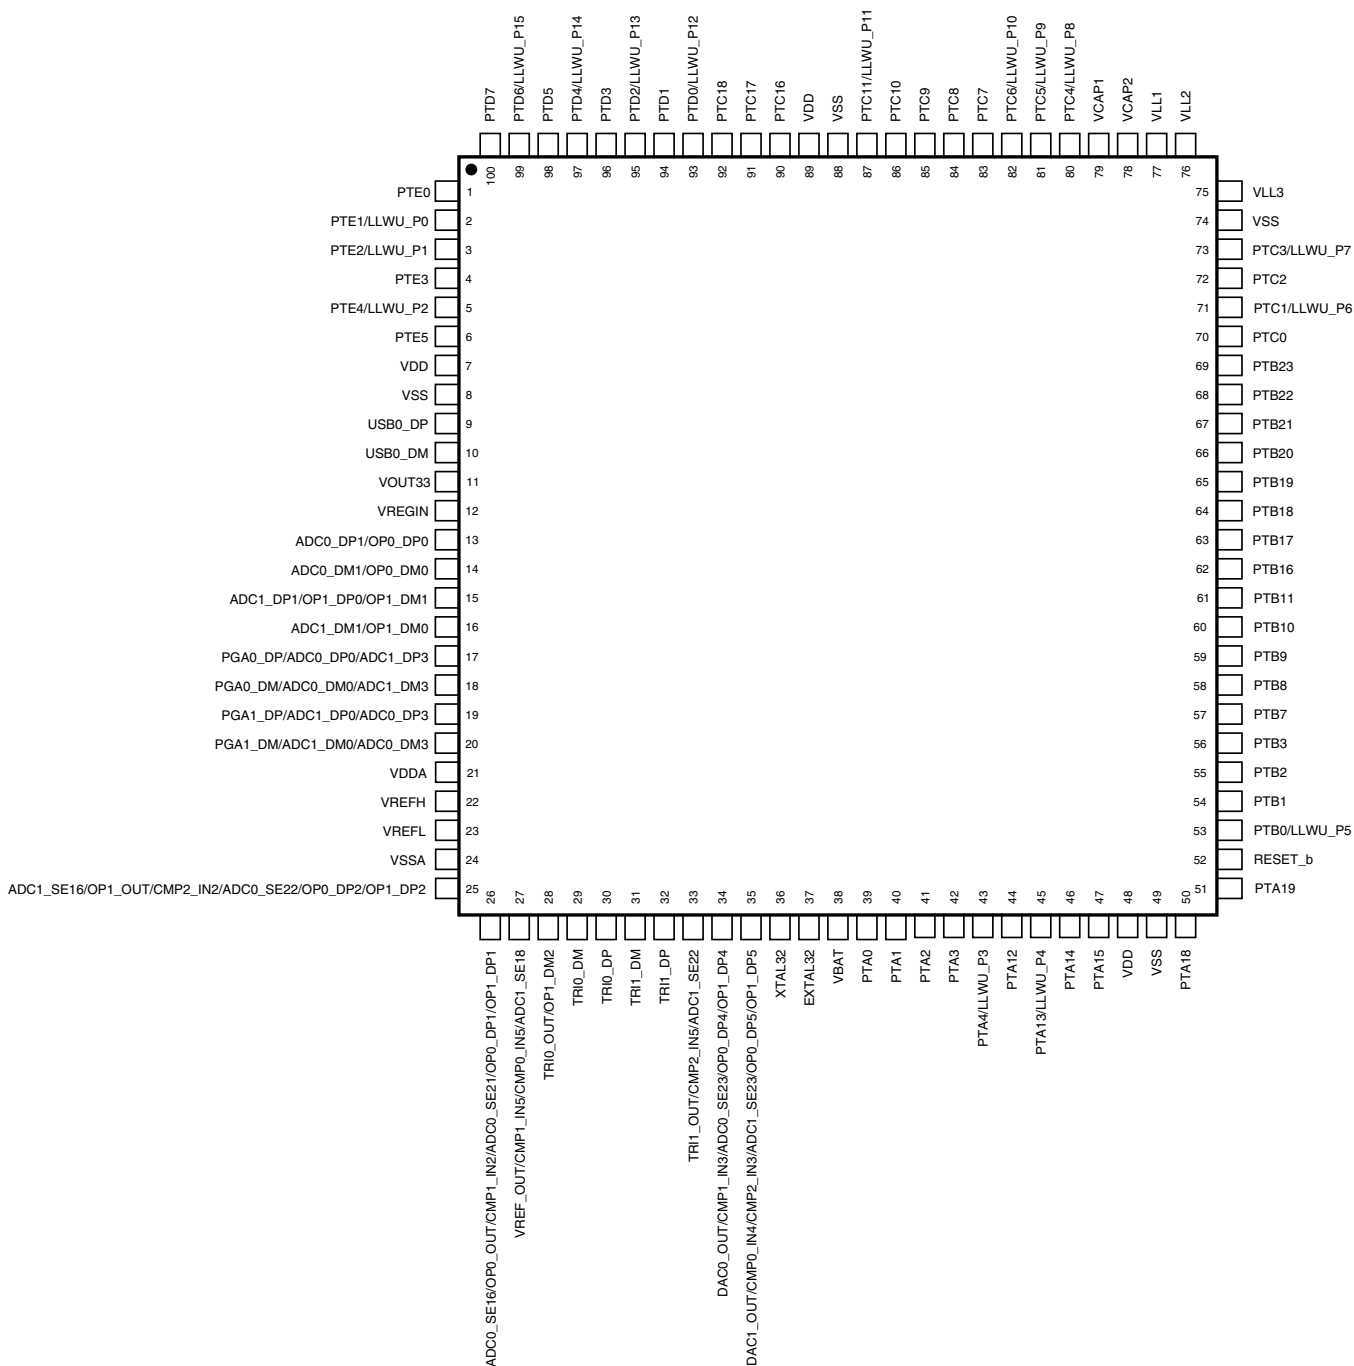 PTD7
PTD6/LLWU_P15
PTD5
PTD4/LLWU_P14
PTD3
PTD2/LLWU_P13
PTD1
PTD0/LLWU_P12
PTC18
PTC17
PTC16
VDD
VSS
PTC11/LLWU_P11
PTC10
PTC9
PTC8
PTC7
PTC6/LLWU_P10
PTC5/LLWU_P9
PTC4/LLWU_P8
VCAP1
VCAP2
VLL1
VLL2
100
99
98
97
96
95
94
93
92
91
90
89
88
87
86
85
84
83
82
81
80
79
78
77
76
PTE0 1
PTE1/LLWU_P0 2
PTE2/LLWU_P1 3
PTE3 4
PTE4/LLWU_P2 5
PTE5 6
VDD 7
VSS 8
USB0_DP 9
USB0_DM 10
VOUT33 11
VREGIN 12
ADC0_DP1/OP0_DP0 13
ADC0_DM1/OP0_DM0 14
ADC1_DP1/OP1_DP0/OP1_DM1 15
ADC1_DM1/OP1_DM0 16
PGA0_DP/ADC0_DP0/ADC1_DP3 17
PGA0_DM/ADC0_DM0/ADC1_DM3 18
PGA1_DP/ADC1_DP0/ADC0_DP3 19
PGA1_DM/ADC1_DM0/ADC0_DM3 20
VDDA 21
VREFH 22
VREFL 23
VSSA 24
ADC1_SE16/OP1_OUT/CMP2_IN2/ADC0_SE22/OP0_DP2/OP1_DP2 25
75 VLL3
74 VSS
73 PTC3/LLWU_P7
72 PTC2
71 PTC1/LLWU_P6
70 PTC0
69 PTB23
68 PTB22
67 PTB21
66 PTB20
65 PTB19
64 PTB18
63 PTB17
62 PTB16
61 PTB11
60 PTB10
59 PTB9
58 PTB8
57 PTB7
56 PTB3
55 PTB2
54 PTB1
53 PTB0/LLWU_P5
52 RESET_b
51 PTA19
26
27
28
29
30
31
32
33
34
35
36
37
38
39
40
41
42
43
44
45
46
47
48
49
50
ADC0_SE16/OP0_OUT/CMP1_IN2/ADC0_SE21/OP0_DP1/OP1_DP1
VREF_OUT/CMP1_IN5/CMP0_IN5/ADC1_SE18
TRI0_OUT/OP1_DM2
TRI0_DM
TRI0_DP
TRI1_DM
TRI1_DP
TRI1_OUT/CMP2_IN5/ADC1_SE22
DAC0_OUT/CMP1_IN3/ADC0_SE23/OP0_DP4/OP1_DP4
DAC1_OUT/CMP0_IN4/CMP2_IN3/ADC1_SE23/OP0_DP5/OP1_DP5
XTAL32
EXTAL32
VBAT
PTA0
PTA1
PTA2
PTA3
PTA4/LLWU_P3
PTA12
PTA13/LLWU_P4
PTA14
PTA15
VDD
VSS
PTA18